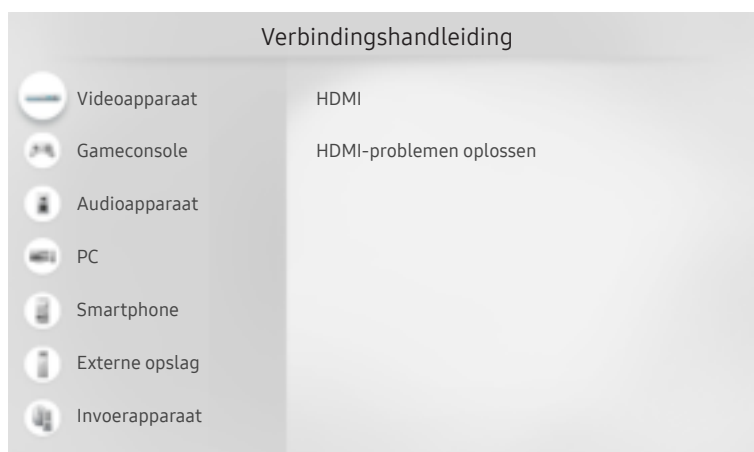 Verbindingshandleiding
Videoapparaat
HDMI
Gameconsole
HDMI-problemen oplossen
Audioapparaat
PC
Smartphone
Externe opslag
Invoerapparaat